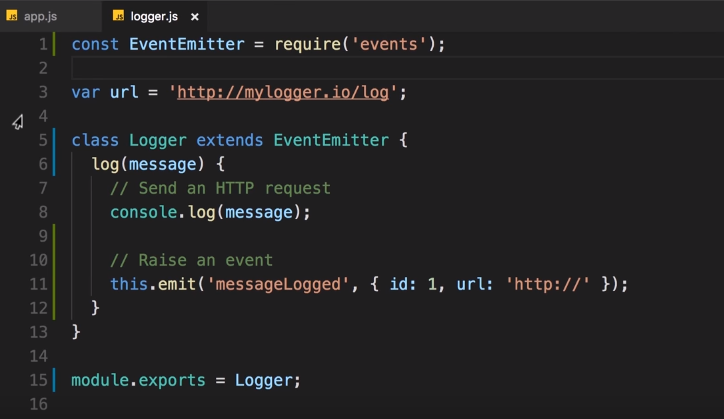 JS app.js JS logger.js ×
1 const EventEmitter = require('events');
2
3 var url = 'http://mylogger.io/log';
4
5 class Logger extends EventEmitter {
6 log(message) {
7 // Send an HTTP request
8 console.log(message);
9
10 // Raise an event
11 this.emit('messageLogged', { id: 1, url: 'http://' });
12 }
13 }
14
15 module.exports = Logger;
16